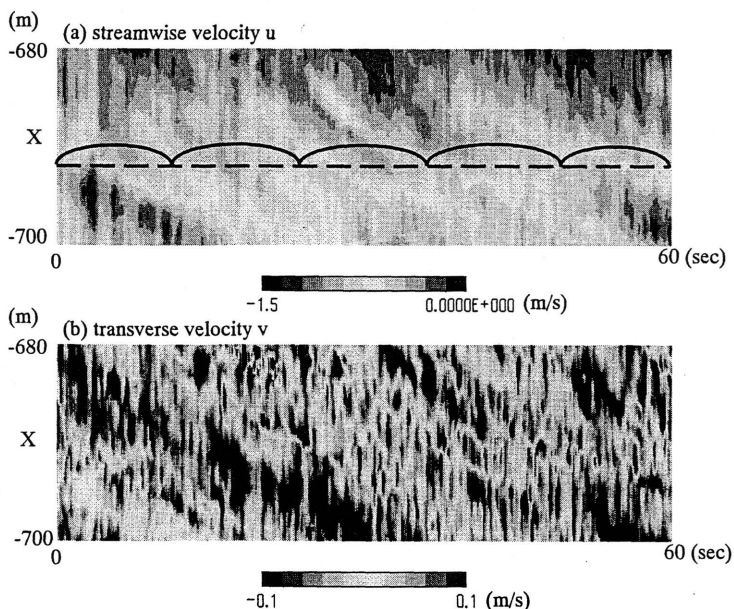 (m)
(a) streamwise velocity u
-680
X
-700
0
60 (sec)
-1.5
0.0000E+000 (m/s)
(m)
(b) transverse velocity v
-680
X
-700
0
60 (sec)
-0.1
0.1 (m/s)